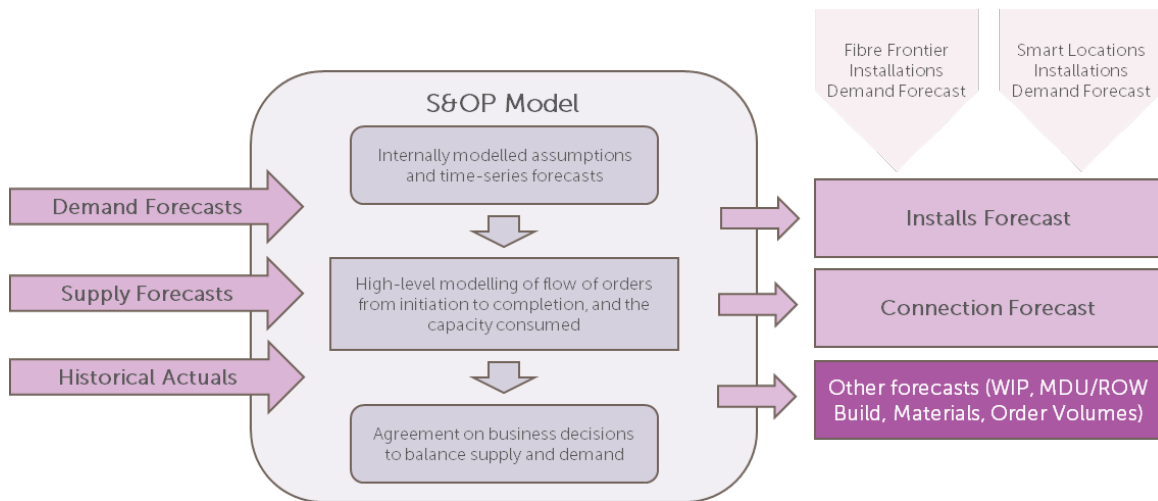 S&OP Model
Internally modelled assumptions
and time-series forecasts
High-level modelling of flow of orders
from initiation to completion, and the
capacity consumed
Agreement on business decisions
to balance supply and demand
Demand Forecasts
Supply Forecasts
Historical Actuals
Fibre Frontier
Installations
Demand Forecast
Smart Locations
Installations
Demand Forecast
Installs Forecast
Connection Forecast
Other forecasts (WIP, MDU/ROW
Build, Materials, Order Volumes)